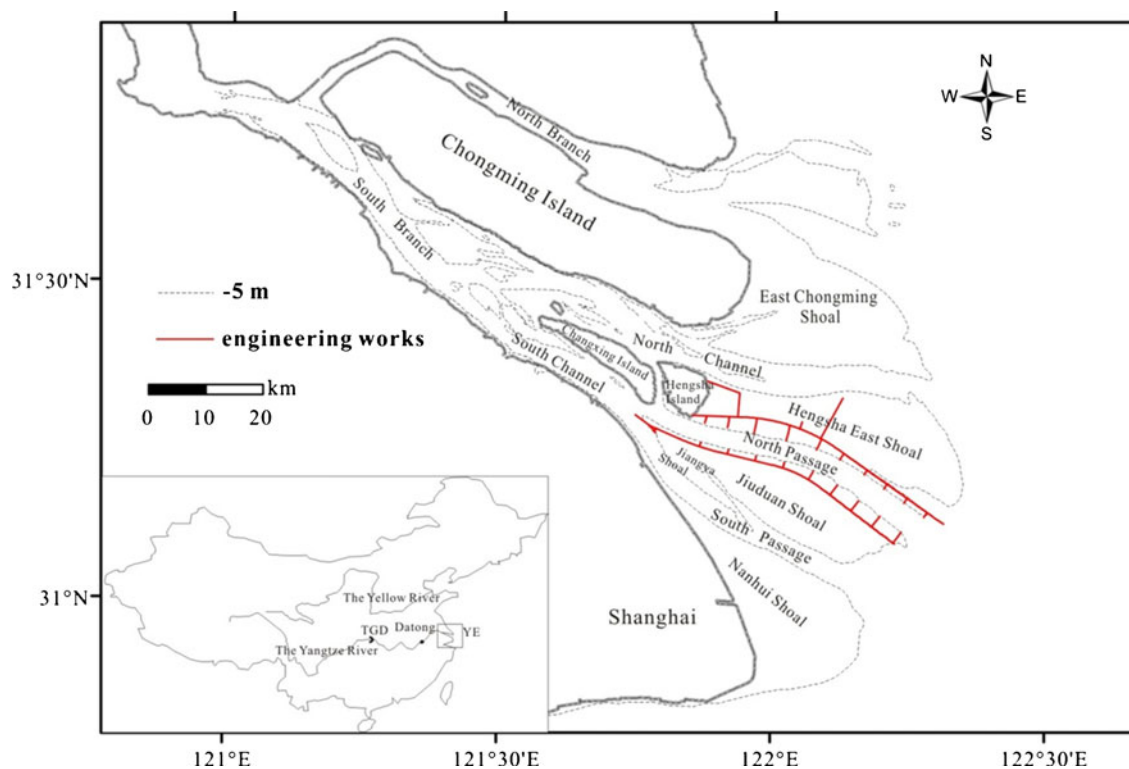 N
W E
S
North Branch
Chongming Island
South Branch
31°30'N
-5 m
engineering works
km
0 10 20
East Chongming
Shoal
North Channel
Changxing Island
South Channel
Hengsha
Island
Hengsha East Shoal
North Passage
Jiangya
Shoal
Jiuduan Shoal
South Passage
Nanhui Shoal
31°N
Shanghai
The Yellow River
TGD
Datong
YE
The Yangtze River
121°E
121°30'E
122°E
122°30'E